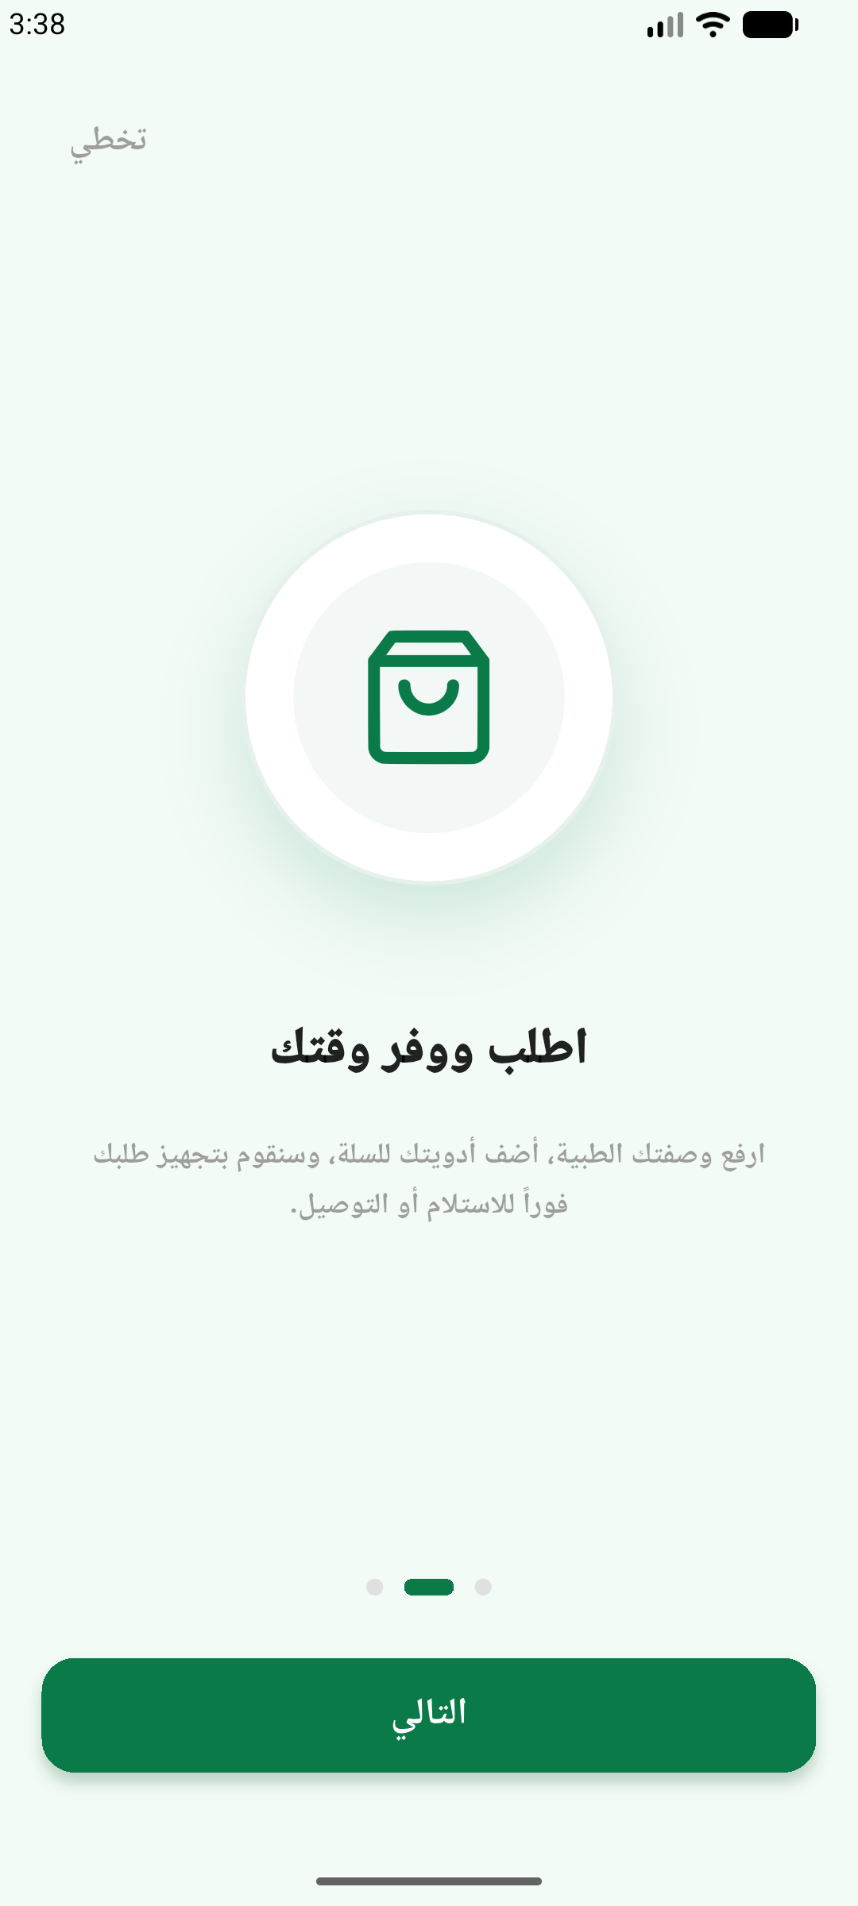 3:38
تخطي
اطلب ووفر وقتك
ارفع وصفتك الطبية، أضف أدويتك للسلة، وسنقوم بتجهيز طلبك
فوراً للاستلام أو التوصيل.
التالي